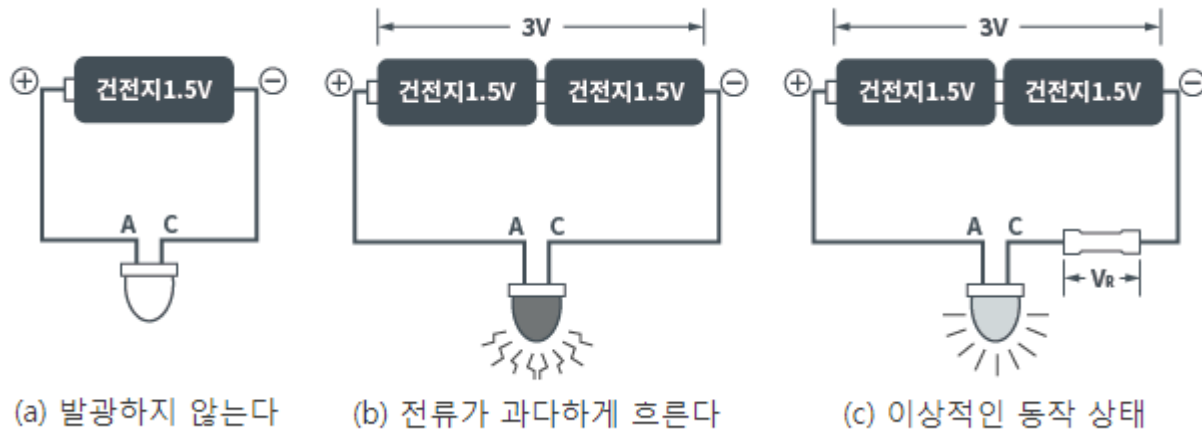 3V
3V
⊕ 건전지1.5V ⊖
⊕ 건전지1.5V 건전지1.5V ⊖
⊕ 건전지1.5V 건전지1.5V ⊖
A C
A C
A C
VR
(a) 발광하지 않는다
(b) 전류가 과다하게 흐른다
(c) 이상적인 동작 상태